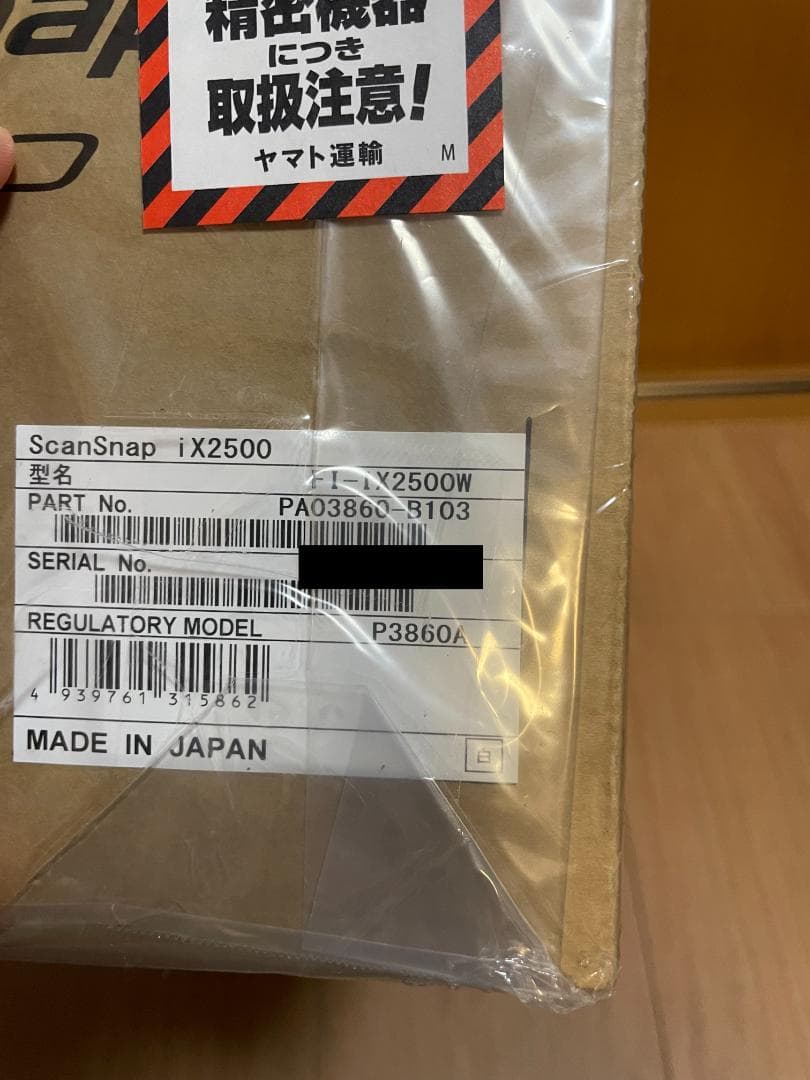 ap
精密機器
につき
取扱注意!
ヤマト運輸 M
ScanSnap iX2500
型名 FI-IX2500W
PART No. PA03860-B103
SERIAL No.
REGULATORY MODEL P3860A
4 939761 315862
MADE IN JAPAN 白